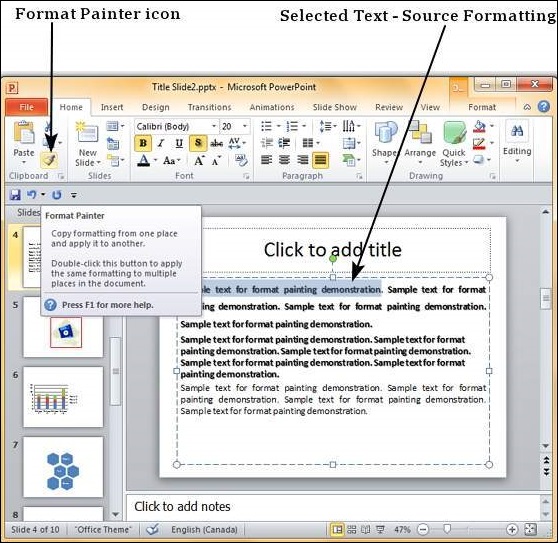 Format Painter icon
Selected Text - Source Formatting
Title Slide2.pptx - Microsoft PowerPoint
File Home Insert Design Transitions Animations Slide Show Review View Format
Calibri (Body) 20
Paste New Slide Shapes Arrange Quick Styles Editing
Clipboard Slides Font Paragraph Drawing
Slides
Format Painter
Copy formatting from one place
and apply it to another.
Double-click this button to apply
the same formatting to multiple
places in the document.
Press F1 for more help.
4
5
6
7
8
Click to add title
le text for format painting demonstration. Sample text for format
ng demonstration. Sample text for format painting demonstration.
Sample text for format painting demonstration.
Sample text for format painting demonstration. Sample text for format
painting demonstration. Sample text for format painting demonstration.
Sample text for format painting demonstration. Sample text for format
painting demonstration.
Sample text for format painting demonstration. Sample text for format
painting demonstration. Sample text for format painting demonstration.
Sample text for format painting demonstration.
Click to add notes
Slide 4 of 10 "Office Theme" English (Canada) 47%